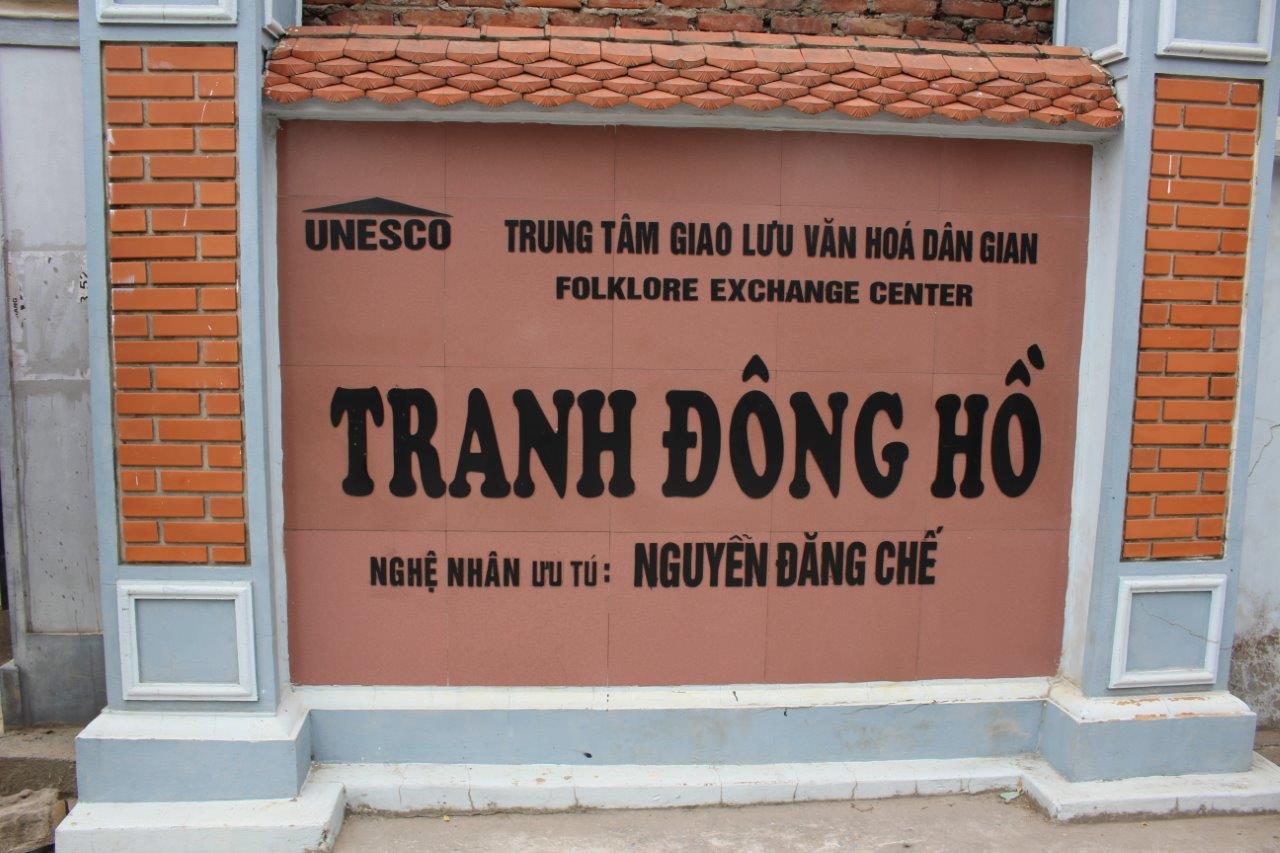 UNESCO
TRUNG TÂM GIAO LƯU VĂN HOÁ DÂN GIAN
FOLKLORE EXCHANGE CENTER
TRANH ĐÔNG HỒ
NGHỆ NHÂN ƯU TÚ: NGUYỄN ĐĂNG CHẾ